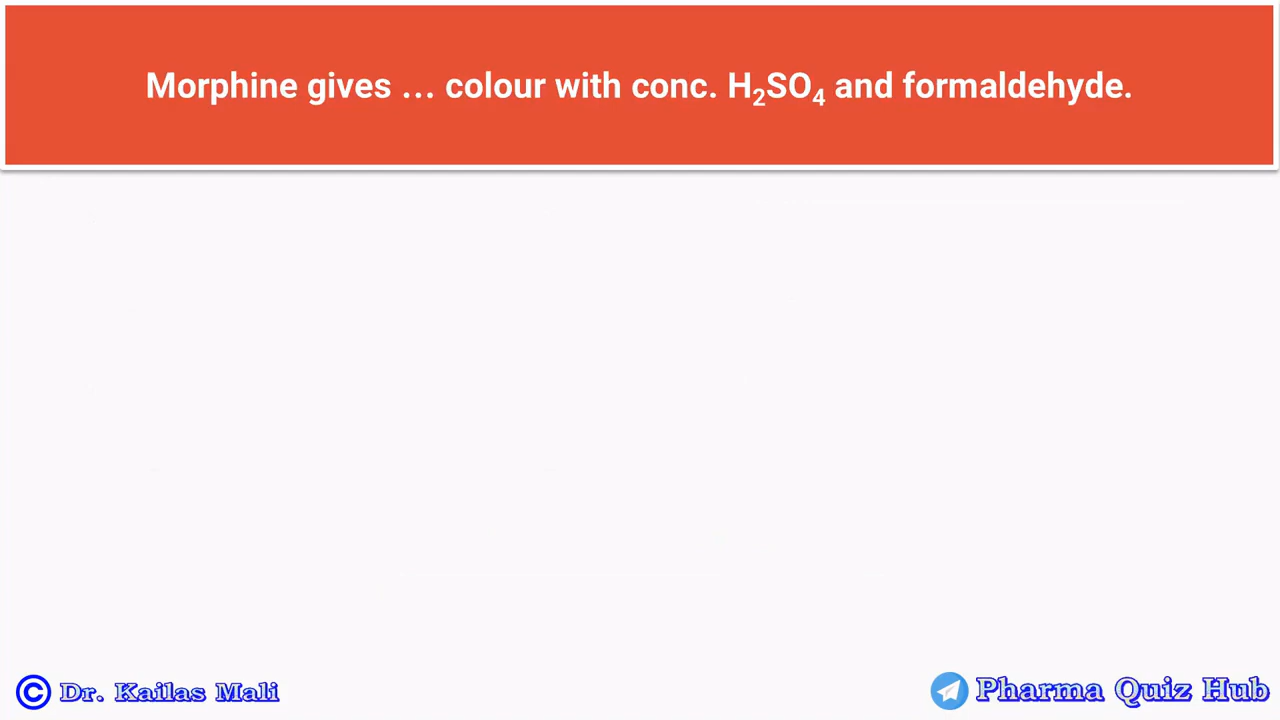 Morphine gives … colour with conc. H₂SO₄ and formaldehyde.
© Dr. Kailas Mali
Pharma Quiz Hub